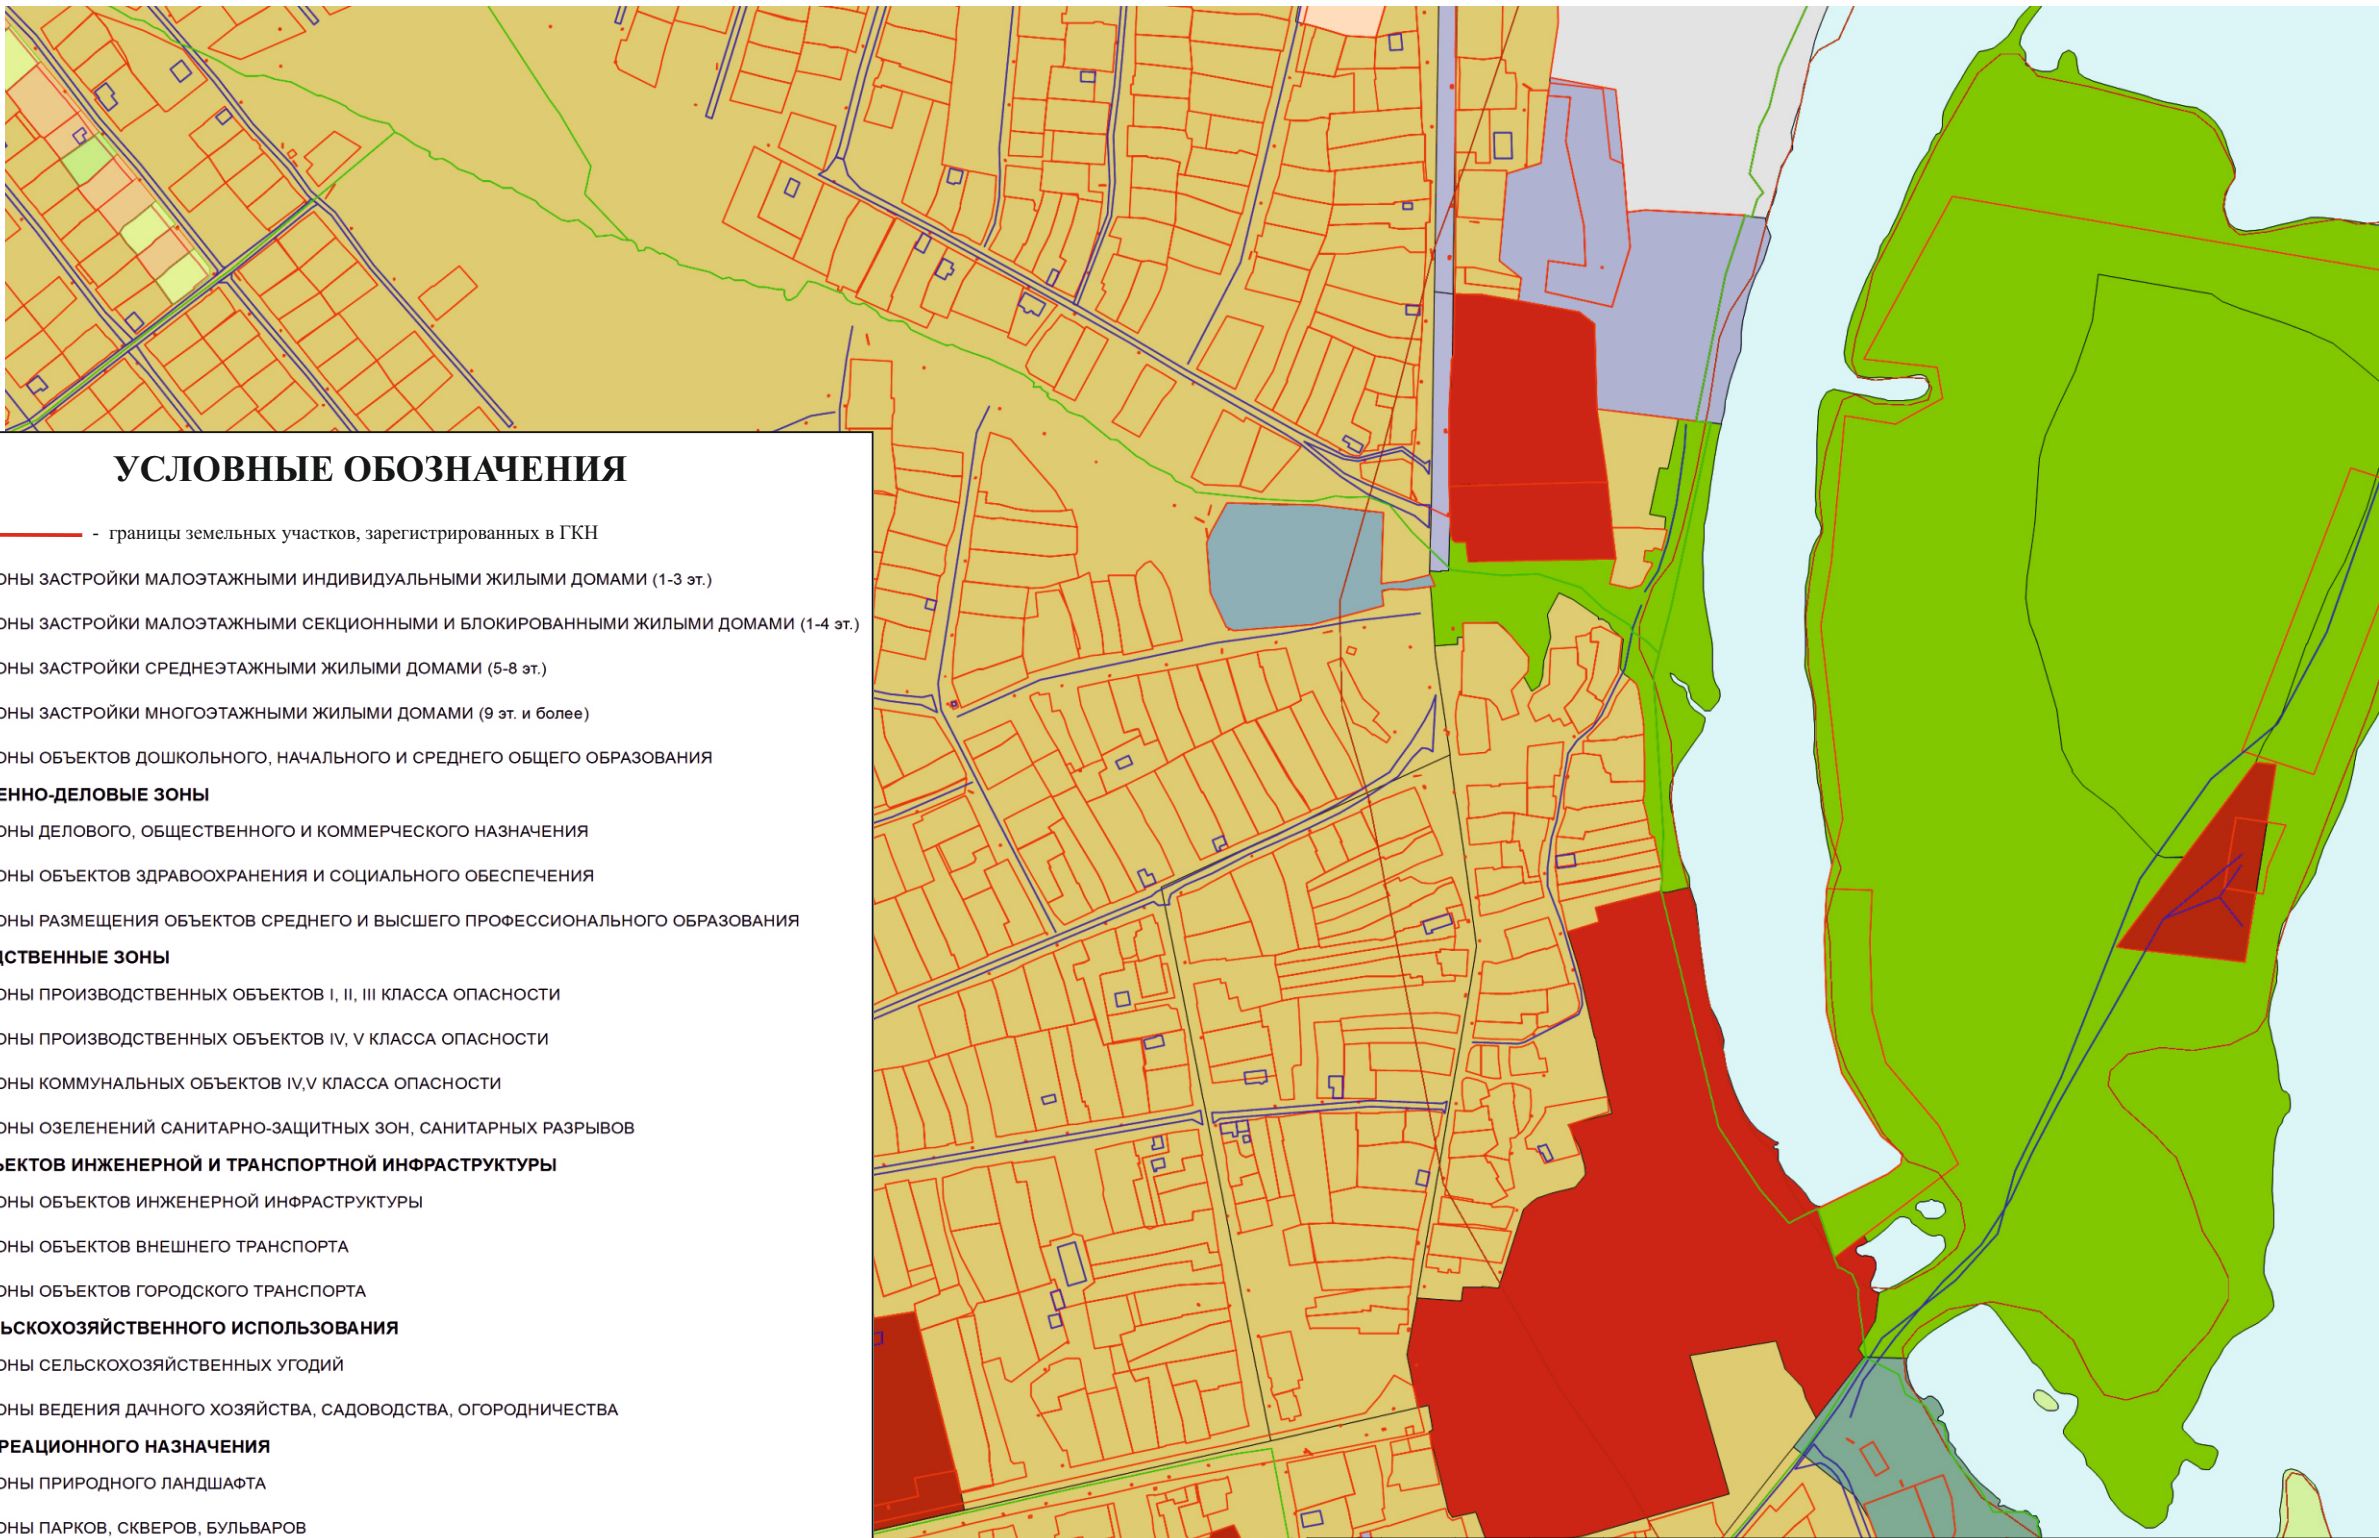 УСЛОВНЫЕ ОБОЗНАЧЕНИЯ
- границы земельных участков, зарегистрированных в ГКН
ОНЫ ЗАСТРОЙКИ МАЛОЭТАЖНЫМИ ИНДИВИДУАЛЬНЫМИ ЖИЛЫМИ ДОМАМИ (1-3 эт.)
ОНЫ ЗАСТРОЙКИ МАЛОЭТАЖНЫМИ СЕКЦИОННЫМИ И БЛОКИРОВАННЫМИ ЖИЛЫМИ ДОМАМИ (1-4 эт.)
ОНЫ ЗАСТРОЙКИ СРЕДНЕЭТАЖНЫМИ ЖИЛЫМИ ДОМАМИ (5-8 эт.)
ОНЫ ЗАСТРОЙКИ МНОГОЭТАЖНЫМИ ЖИЛЫМИ ДОМАМИ (9 эт. и более)
ОНЫ ОБЪЕКТОВ ДОШКОЛЬНОГО, НАЧАЛЬНОГО И СРЕДНЕГО ОБЩЕГО ОБРАЗОВАНИЯ
ЕННО-ДЕЛОВЫЕ ЗОНЫ
ОНЫ ДЕЛОВОГО, ОБЩЕСТВЕННОГО И КОММЕРЧЕСКОГО НАЗНАЧЕНИЯ
ОНЫ ОБЪЕКТОВ ЗДРАВООХРАНЕНИЯ И СОЦИАЛЬНОГО ОБЕСПЕЧЕНИЯ
ОНЫ РАЗМЕЩЕНИЯ ОБЪЕКТОВ СРЕДНЕГО И ВЫСШЕГО ПРОФЕССИОНАЛЬНОГО ОБРАЗОВАНИЯ
ДСТВЕННЫЕ ЗОНЫ
ОНЫ ПРОИЗВОДСТВЕННЫХ ОБЪЕКТОВ I, II, III КЛАССА ОПАСНОСТИ
ОНЫ ПРОИЗВОДСТВЕННЫХ ОБЪЕКТОВ IV, V КЛАССА ОПАСНОСТИ
ОНЫ КОММУНАЛЬНЫХ ОБЪЕКТОВ IV,V КЛАССА ОПАСНОСТИ
ОНЫ ОЗЕЛЕНЕНИЙ САНИТАРНО-ЗАЩИТНЫХ ЗОН, САНИТАРНЫХ РАЗРЫВОВ
ЪЕКТОВ ИНЖЕНЕРНОЙ И ТРАНСПОРТНОЙ ИНФРАСТРУКТУРЫ
ОНЫ ОБЪЕКТОВ ИНЖЕНЕРНОЙ ИНФРАСТРУКТУРЫ
ОНЫ ОБЪЕКТОВ ВНЕШНЕГО ТРАНСПОРТА
ОНЫ ОБЪЕКТОВ ГОРОДСКОГО ТРАНСПОРТА
ЬСКОХОЗЯЙСТВЕННОГО ИСПОЛЬЗОВАНИЯ
ОНЫ СЕЛЬСКОХОЗЯЙСТВЕННЫХ УГОДИЙ
ОНЫ ВЕДЕНИЯ ДАЧНОГО ХОЗЯЙСТВА, САДОВОДСТВА, ОГОРОДНИЧЕСТВА
РЕАЦИОННОГО НАЗНАЧЕНИЯ
ОНЫ ПРИРОДНОГО ЛАНДШАФТА
ОНЫ ПАРКОВ, СКВЕРОВ, БУЛЬВАРОВ